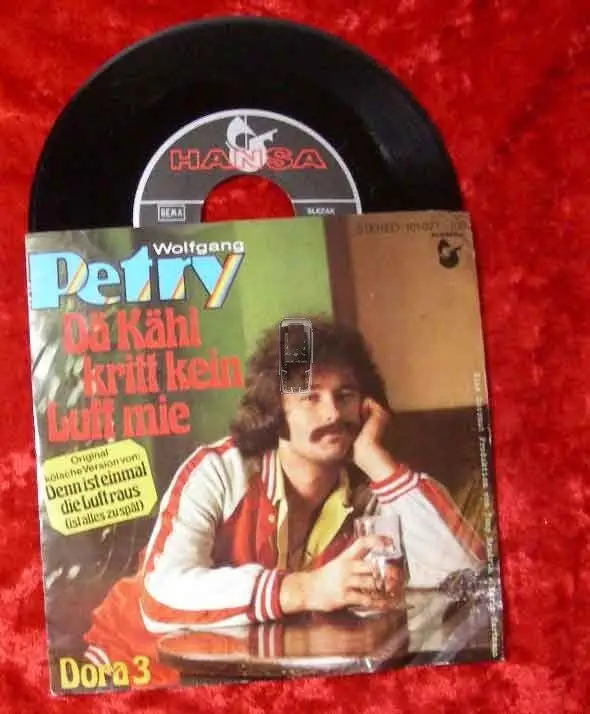 HANSA
GEMA
STEREO
Wolfgang
Petry
Dä Kähl
kritt kein
Luff mie
Original
kölsche Version von:
Denn ist einmal
die Luft raus
(ist alles zu spät)
Dora 3